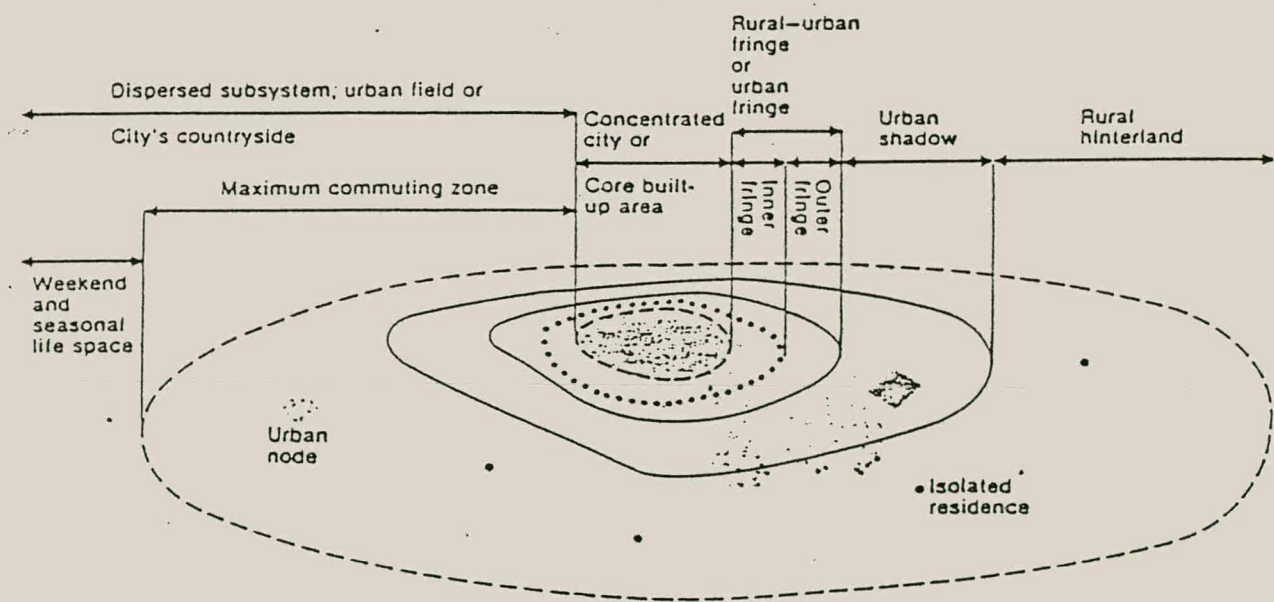 Rural-urban
fringe
or
urban
fringe
Dispersed subsystem; urban field or
City's countryside
Concentrated
city or
Core built-
up area
Urban
shadow
Rural
hinterland
Maximum commuting zone
Inner
fringe
Outer
fringe
Weekend
and
seasonal
life space
Urban
node
Isolated
residence